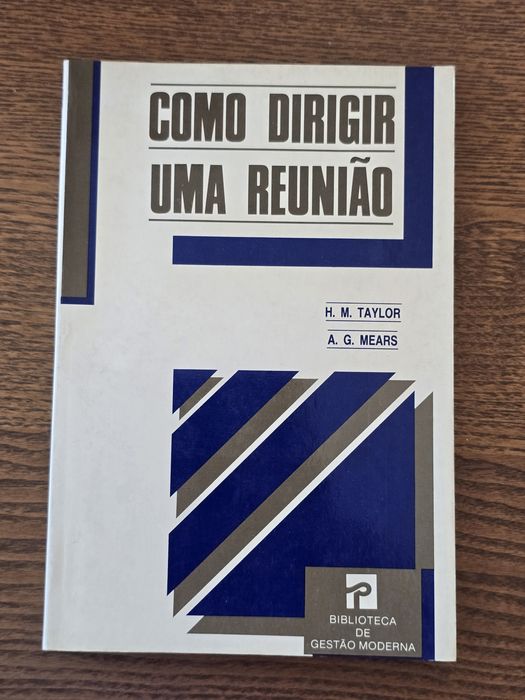 COMO DIRIGIR
UMA REUNIÃO
H. M. TAYLOR
A. G. MEARS
BIBLIOTECA
DE
GESTÃO MODERNA